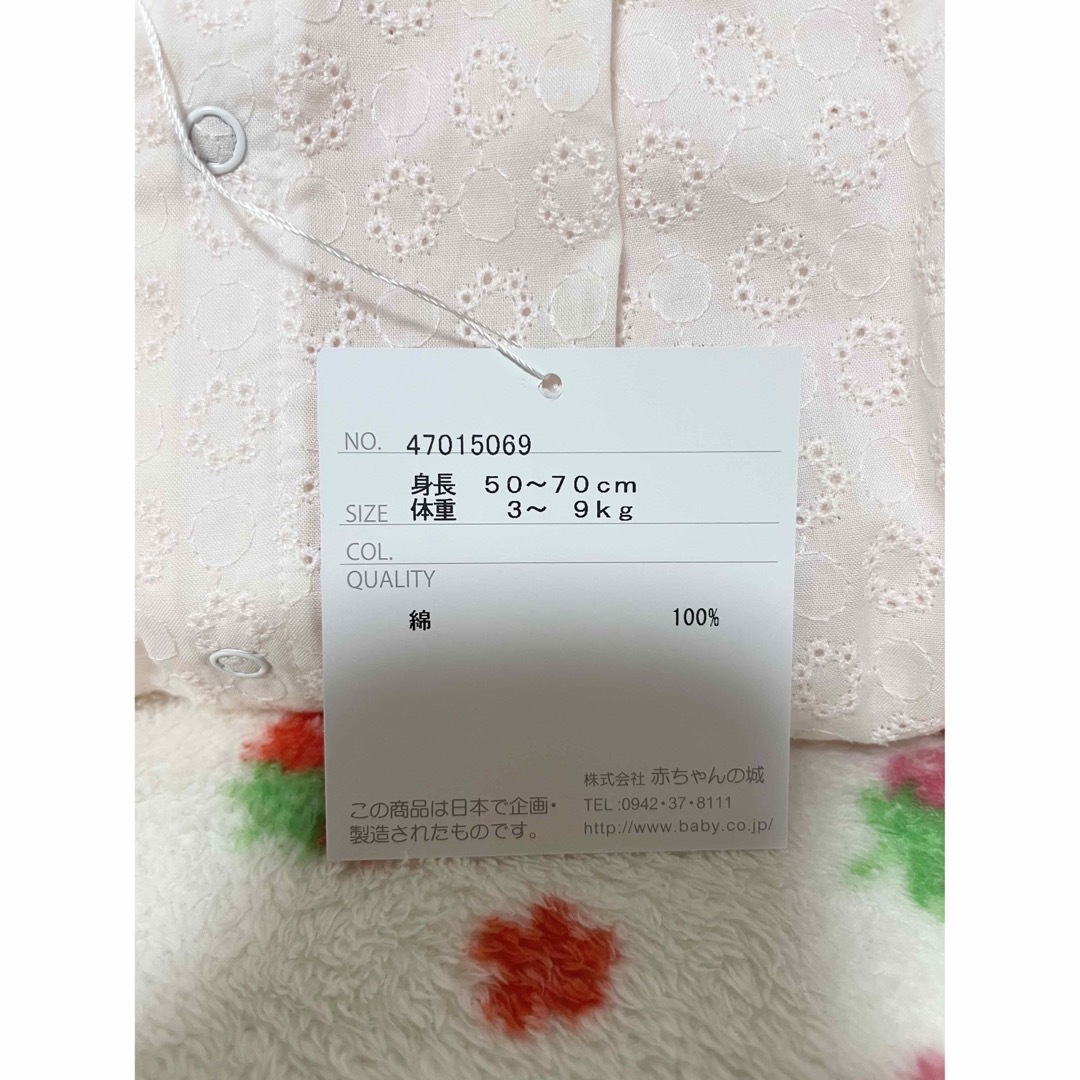 NO. 47015069
身長 50～70cm
SIZE 体重 3～ 9kg
COL.
QUALITY
綿 100%
株式会社 赤ちゃんの城
この商品は日本で企画・ TEL:0942・37・8111
製造されたものです。 http://www.baby.co.jp/